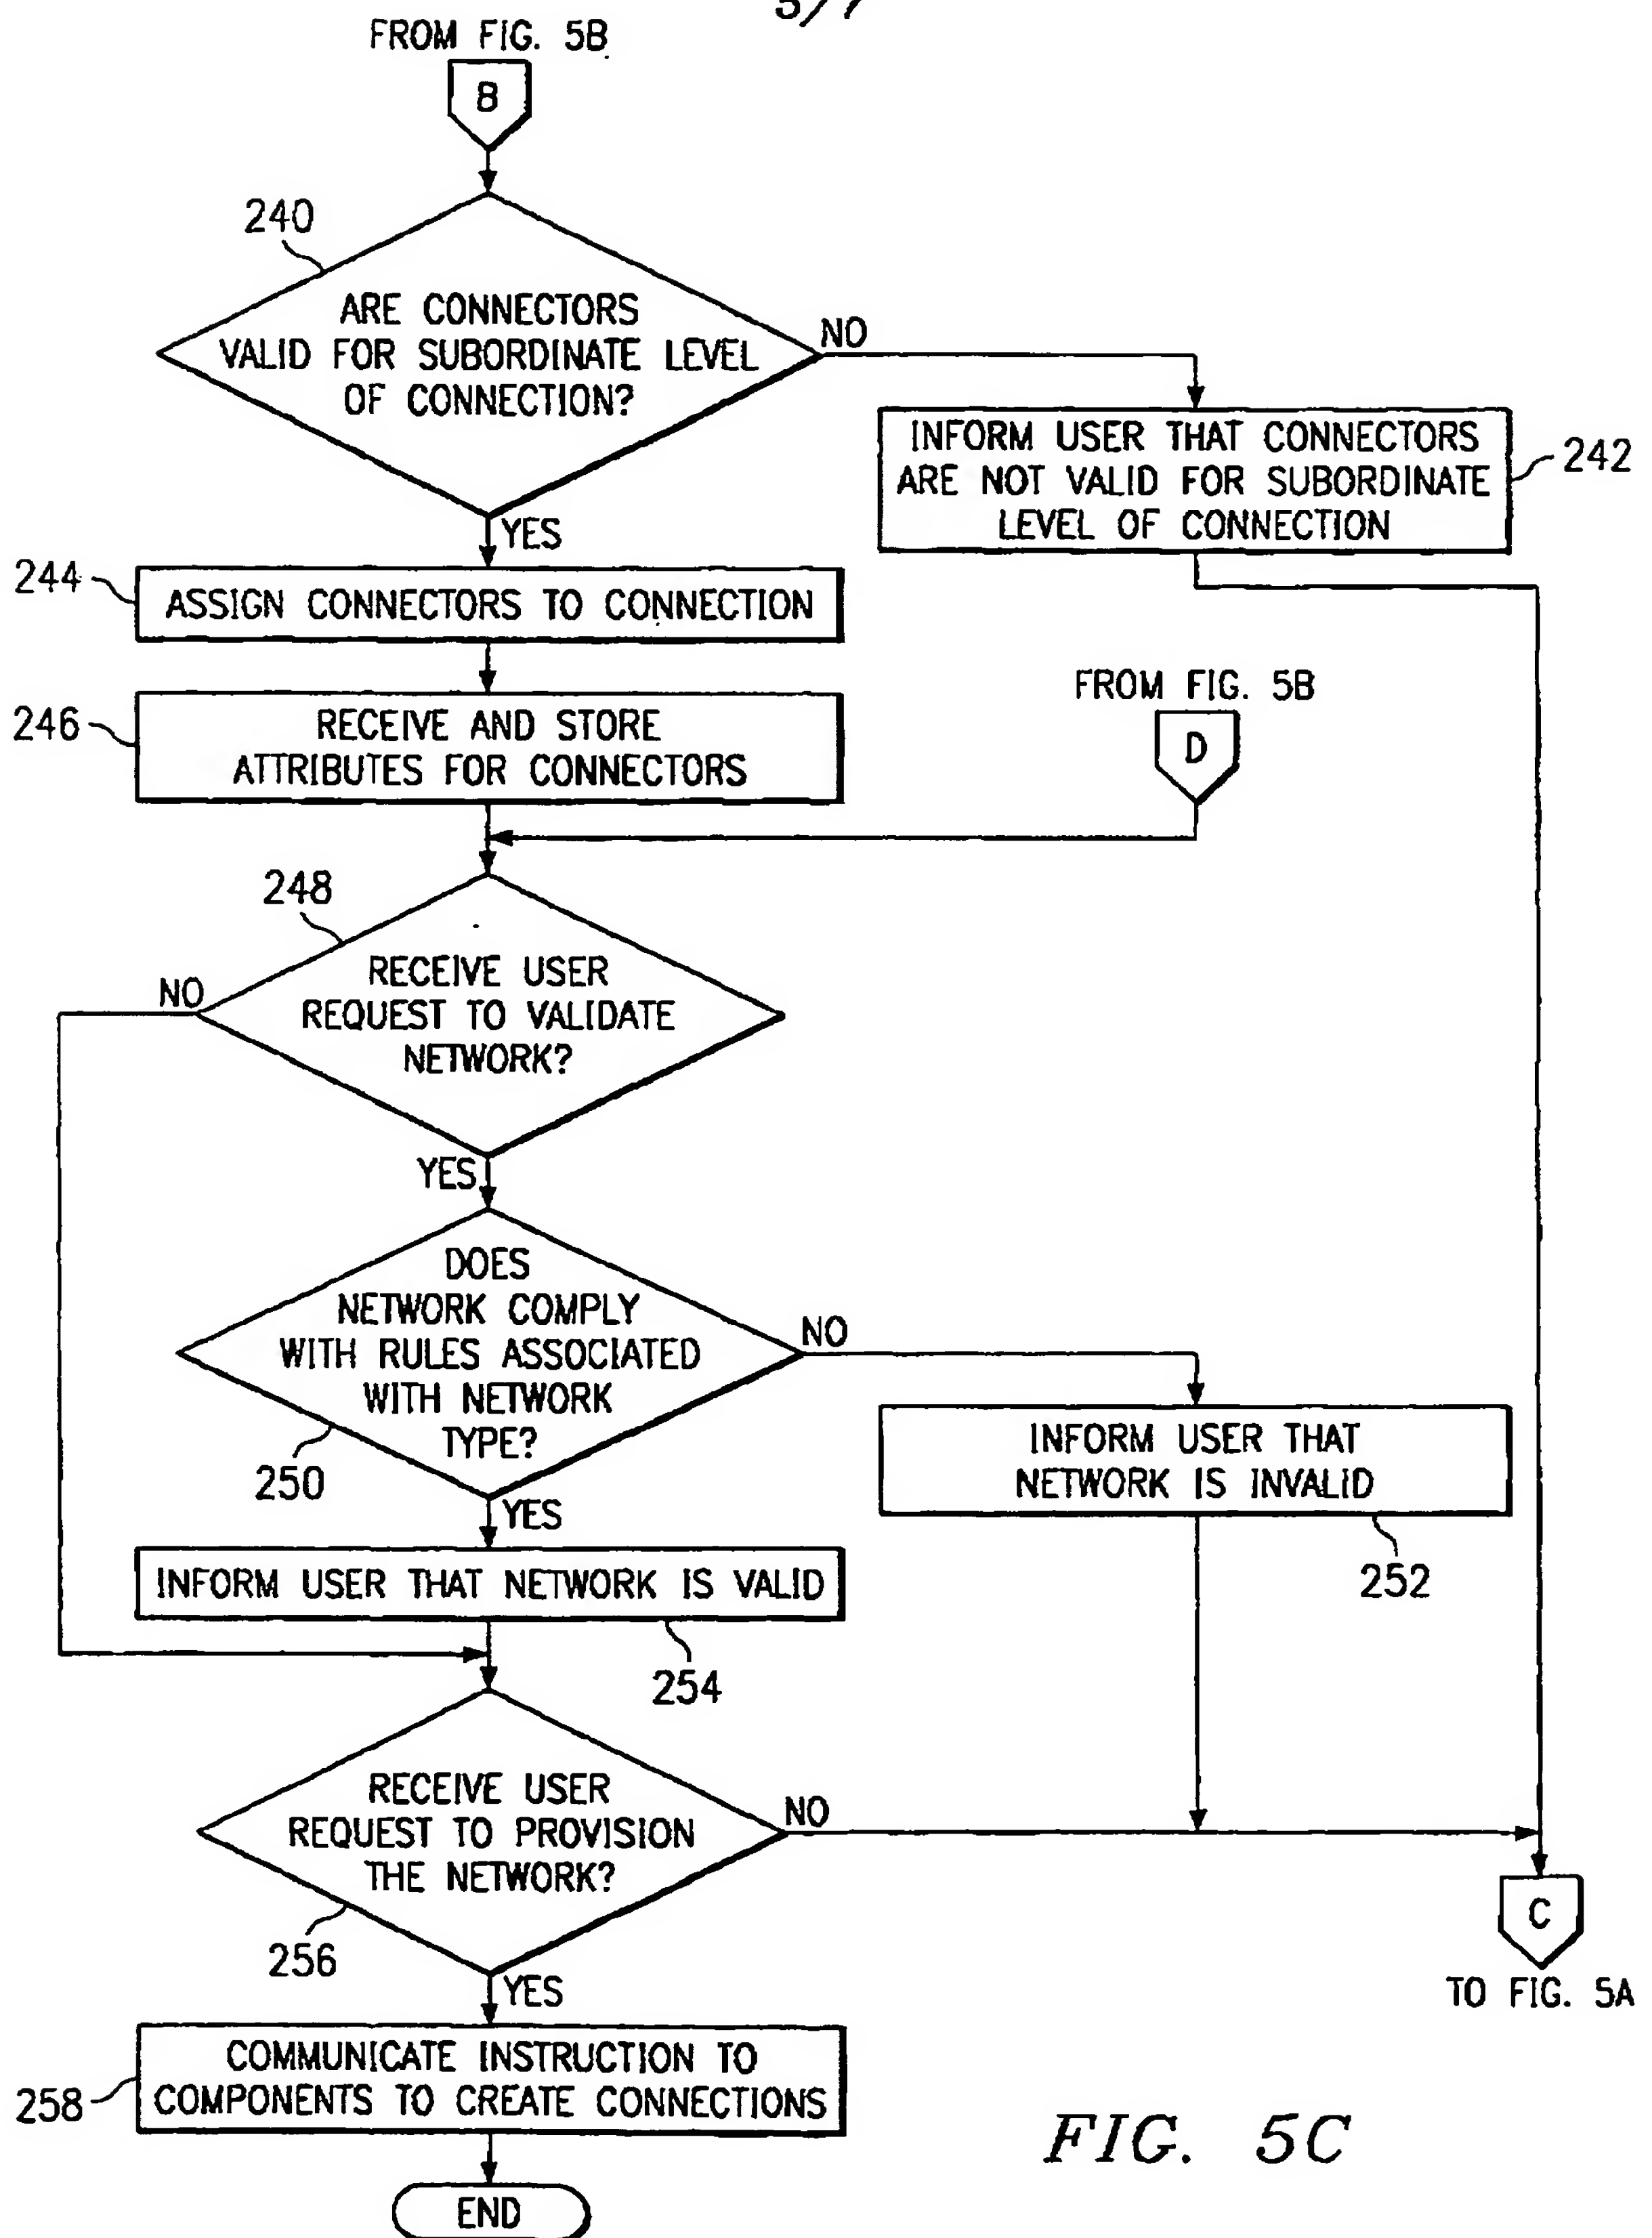 FROM FIG. 5B
B
240
ARE CONNECTORS
VALID FOR SUBORDINATE LEVEL
OF CONNECTION?
NO
INFORM USER THAT CONNECTORS
ARE NOT VALID FOR SUBORDINATE
LEVEL OF CONNECTION
242
YES
244
ASSIGN CONNECTORS TO CONNECTION
246
RECEIVE AND STORE
ATTRIBUTES FOR CONNECTORS
FROM FIG. 5B
D
248
RECEIVE USER
REQUEST TO VALIDATE
NETWORK?
NO
YES
DOES
NETWORK COMPLY
WITH RULES ASSOCIATED
WITH NETWORK
TYPE?
250
NO
INFORM USER THAT
NETWORK IS INVALID
252
YES
INFORM USER THAT NETWORK IS VALID
254
RECEIVE USER
REQUEST TO PROVISION
THE NETWORK?
256
NO
C
TO FIG. 5A
YES
258
COMMUNICATE INSTRUCTION TO
COMPONENTS TO CREATE CONNECTIONS
END
FIG. 5C